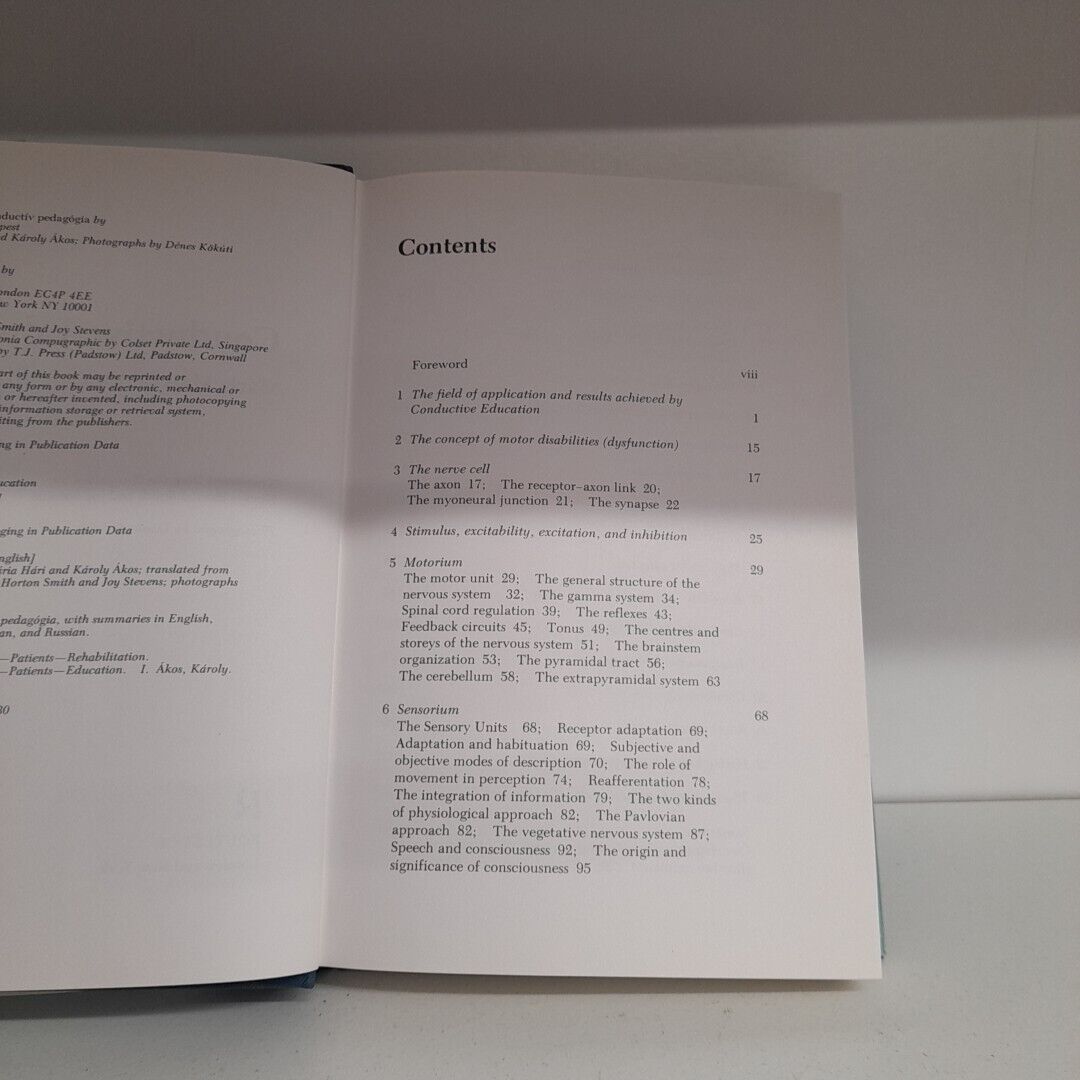 ductív pedagógia by
pest
d Károly Ákos; Photographs by Dénes Kökúti
by
ondon EC4P 4EE
w York NY 10001
Smith and Joy Stevens
onia Compugraphic by Colset Private Ltd, Singapore
by T.J. Press (Padstow) Ltd, Padstow, Cornwall
art of this book may be reprinted or
any form or by any electronic, mechanical or
or hereafter invented, including photocopying
information storage or retrieval system,
iting from the publishers.
ng in Publication Data
ucation
ging in Publication Data
nglish]
ria Hári and Károly Ákos; translated from
Horton Smith and Joy Stevens; photographs
pedagógia, with summaries in English,
an, and Russian.
—Patients—Rehabilitation.
—Patients—Education. I. Ákos, Károly.
30
Contents
Foreword viii
1 The field of application and results achieved by
Conductive Education 1
2 The concept of motor disabilities (dysfunction) 15
3 The nerve cell 17
The axon 17; The receptor–axon link 20;
The myoneural junction 21; The synapse 22
4 Stimulus, excitability, excitation, and inhibition 25
5 Motorium 29
The motor unit 29; The general structure of the
nervous system 32; The gamma system 34;
Spinal cord regulation 39; The reflexes 43;
Feedback circuits 45; Tonus 49; The centres and
storeys of the nervous system 51; The brainstem
organization 53; The pyramidal tract 56;
The cerebellum 58; The extrapyramidal system 63
6 Sensorium 68
The Sensory Units 68; Receptor adaptation 69;
Adaptation and habituation 69; Subjective and
objective modes of description 70; The role of
movement in perception 74; Reafferentation 78;
The integration of information 79; The two kinds
of physiological approach 82; The Pavlovian
approach 82; The vegetative nervous system 87;
Speech and consciousness 92; The origin and
significance of consciousness 95